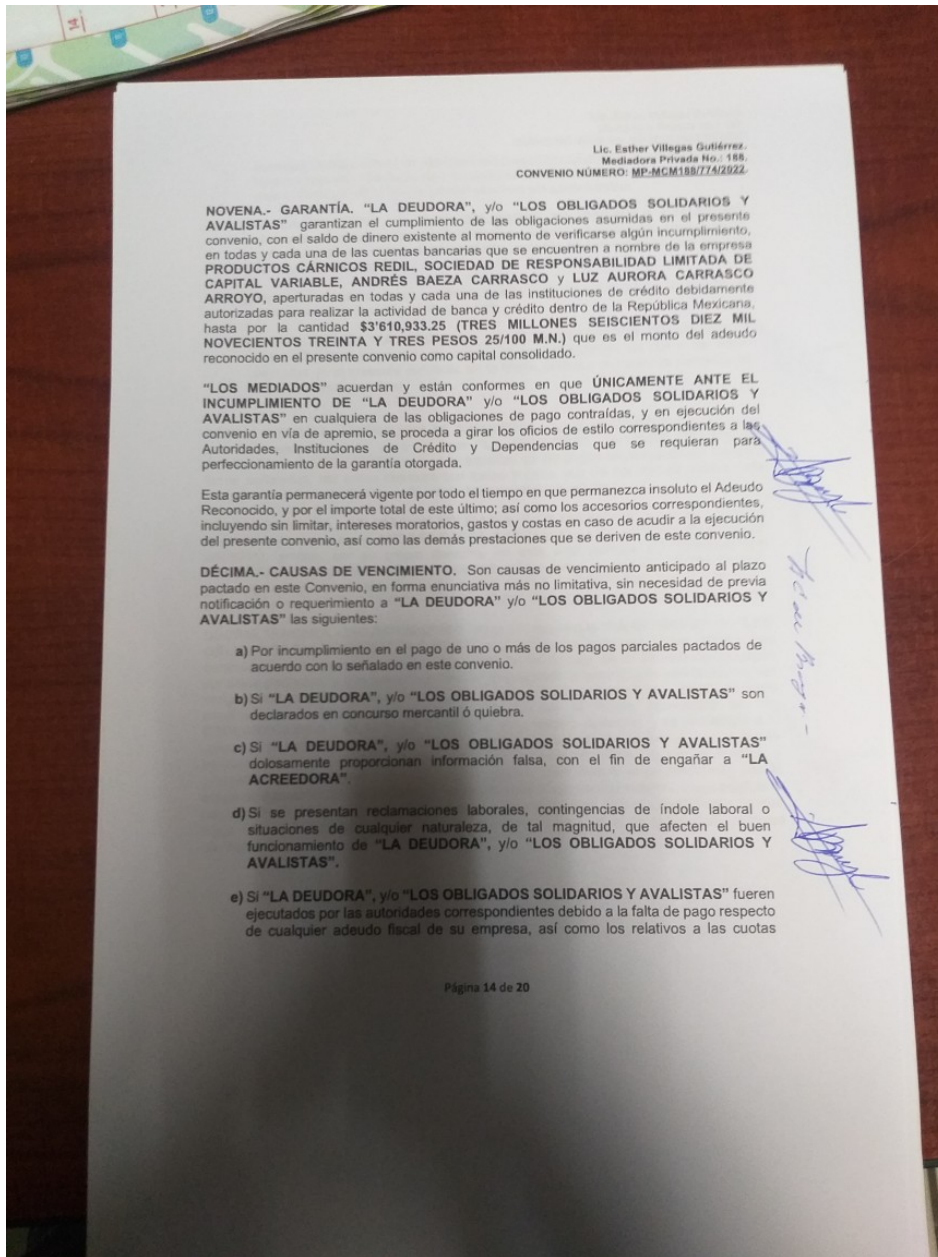 14.
Lic. Esther Villegas Gutiérrez.
Mediadora Privada No.: 188.
CONVENIO NÚMERO: MP-MCM188/774/2022
NOVENA.- GARANTÍA. “LA DEUDORA”, y/o “LOS OBLIGADOS SOLIDARIOS Y
AVALISTAS” garantizan el cumplimiento de las obligaciones asumidas en el presente
convenio, con el saldo de dinero existente al momento de verificarse algún incumplimiento,
en todas y cada una de las cuentas bancarias que se encuentren a nombre de la empresa
PRODUCTOS CÁRNICOS REDIL, SOCIEDAD DE RESPONSABILIDAD LIMITADA DE
CAPITAL VARIABLE, ANDRÉS BAEZA CARRASCO y LUZ AURORA CARRASCO
ARROYO, aperturadas en todas y cada una de las instituciones de crédito debidamente
autorizadas para realizar la actividad de banca y crédito dentro de la República Mexicana,
hasta por la cantidad $3’610,933.25 (TRES MILLONES SEISCIENTOS DIEZ MIL
NOVECIENTOS TREINTA Y TRES PESOS 25/100 M.N.) que es el monto del adeudo
reconocido en el presente convenio como capital consolidado.
“LOS MEDIADOS” acuerdan y están conformes en que ÚNICAMENTE ANTE EL
INCUMPLIMIENTO DE “LA DEUDORA” y/o “LOS OBLIGADOS SOLIDARIOS Y
AVALISTAS” en cualquiera de las obligaciones de pago contraídas, y en ejecución del
convenio en vía de apremio, se proceda a girar los oficios de estilo correspondientes a las
Autoridades, Instituciones de Crédito y Dependencias que se requieran para
perfeccionamiento de la garantía otorgada.
Esta garantía permanecerá vigente por todo el tiempo en que permanezca insoluto el Adeudo
Reconocido, y por el importe total de este último; así como los accesorios correspondientes,
incluyendo sin limitar, intereses moratorios, gastos y costas en caso de acudir a la ejecución
del presente convenio, así como las demás prestaciones que se deriven de este convenio.
DÉCIMA.- CAUSAS DE VENCIMIENTO. Son causas de vencimiento anticipado al plazo
pactado en este Convenio, en forma enunciativa más no limitativa, sin necesidad de previa
notificación o requerimiento a “LA DEUDORA” y/o “LOS OBLIGADOS SOLIDARIOS Y
AVALISTAS” las siguientes:
a) Por incumplimiento en el pago de uno o más de los pagos parciales pactados de
acuerdo con lo señalado en este convenio.
b) Si “LA DEUDORA”, y/o “LOS OBLIGADOS SOLIDARIOS Y AVALISTAS” son
declarados en concurso mercantil ó quiebra.
c) Si “LA DEUDORA”, y/o “LOS OBLIGADOS SOLIDARIOS Y AVALISTAS”
dolosamente proporcionan información falsa, con el fin de engañar a “LA
ACREEDORA”.
d) Si se presentan reclamaciones laborales, contingencias de índole laboral o
situaciones de cualquier naturaleza, de tal magnitud, que afecten el buen
funcionamiento de “LA DEUDORA”, y/o “LOS OBLIGADOS SOLIDARIOS Y
AVALISTAS”.
e) Si “LA DEUDORA”, y/o “LOS OBLIGADOS SOLIDARIOS Y AVALISTAS” fueren
ejecutados por las autoridades correspondientes debido a la falta de pago respecto
de cualquier adeudo fiscal de su empresa, así como los relativos a las cuotas
Página 14 de 20